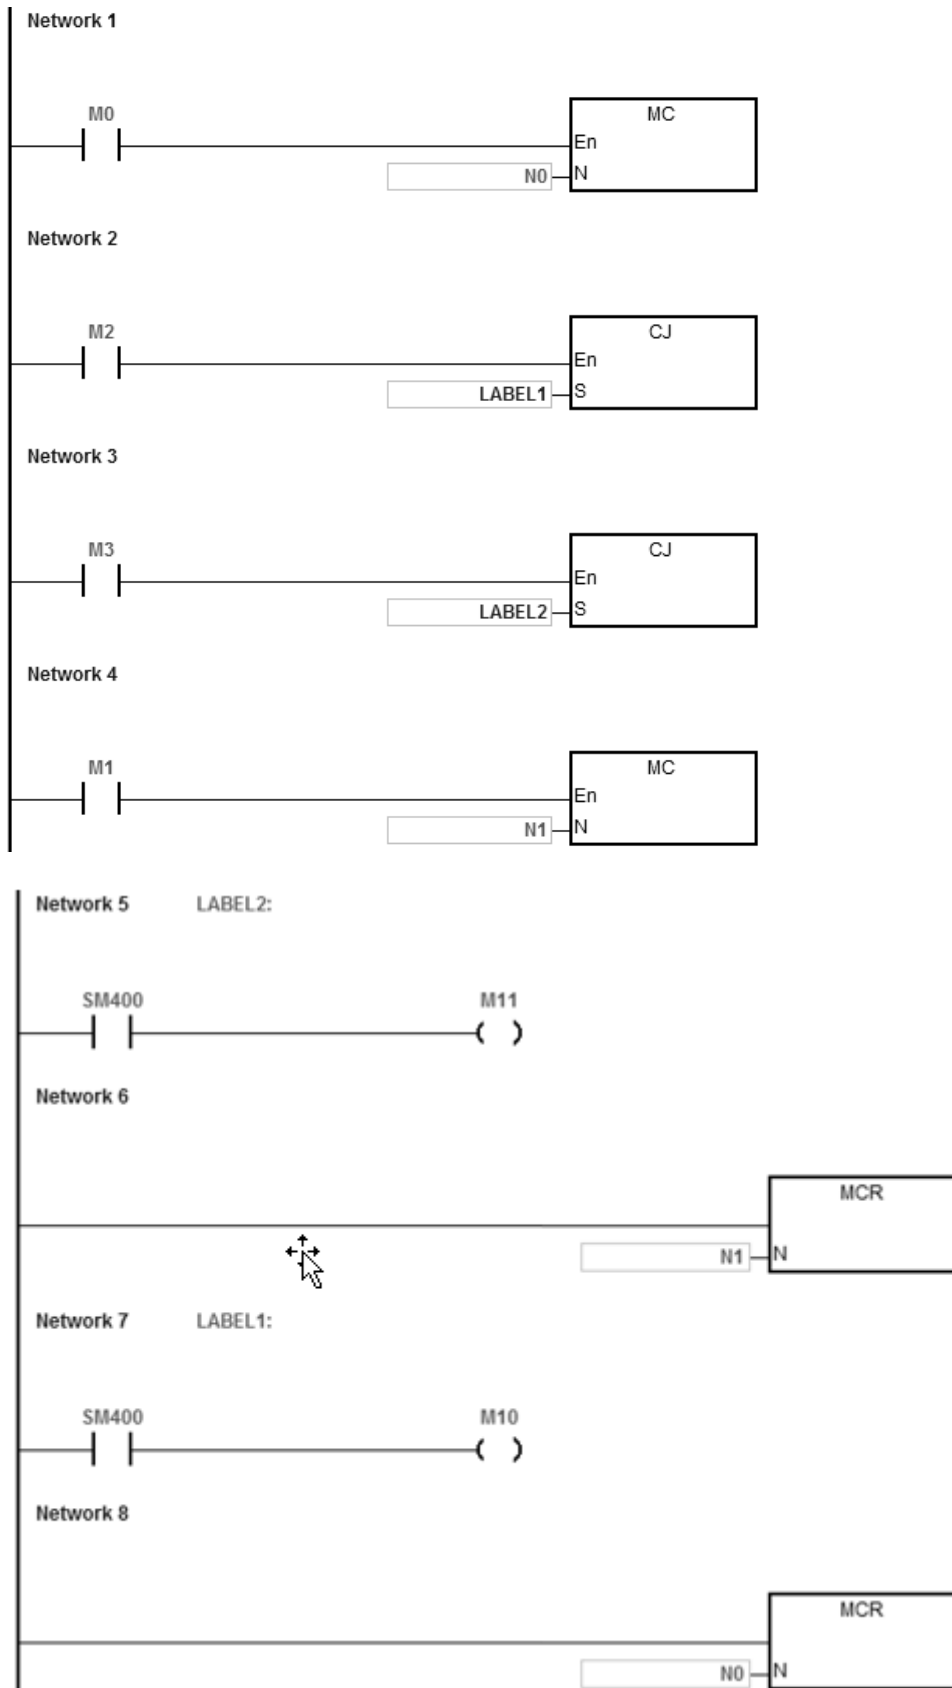 Network 1
M0
MC
En
N0
N
Network 2
M2
CJ
En
LABEL1
S
Network 3
M3
CJ
En
LABEL2
S
Network 4
M1
MC
En
N1
N
Network 5 LABEL2:
SM400 M11
Network 6
MCR
N1
N
Network 7 LABEL1:
SM400 M10
Network 8
MCR
N0
N